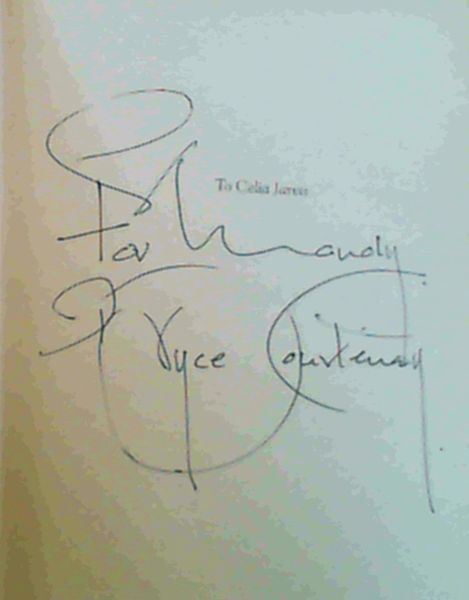 To Celia Jarvis
For Mandy
Bryce Courtenay